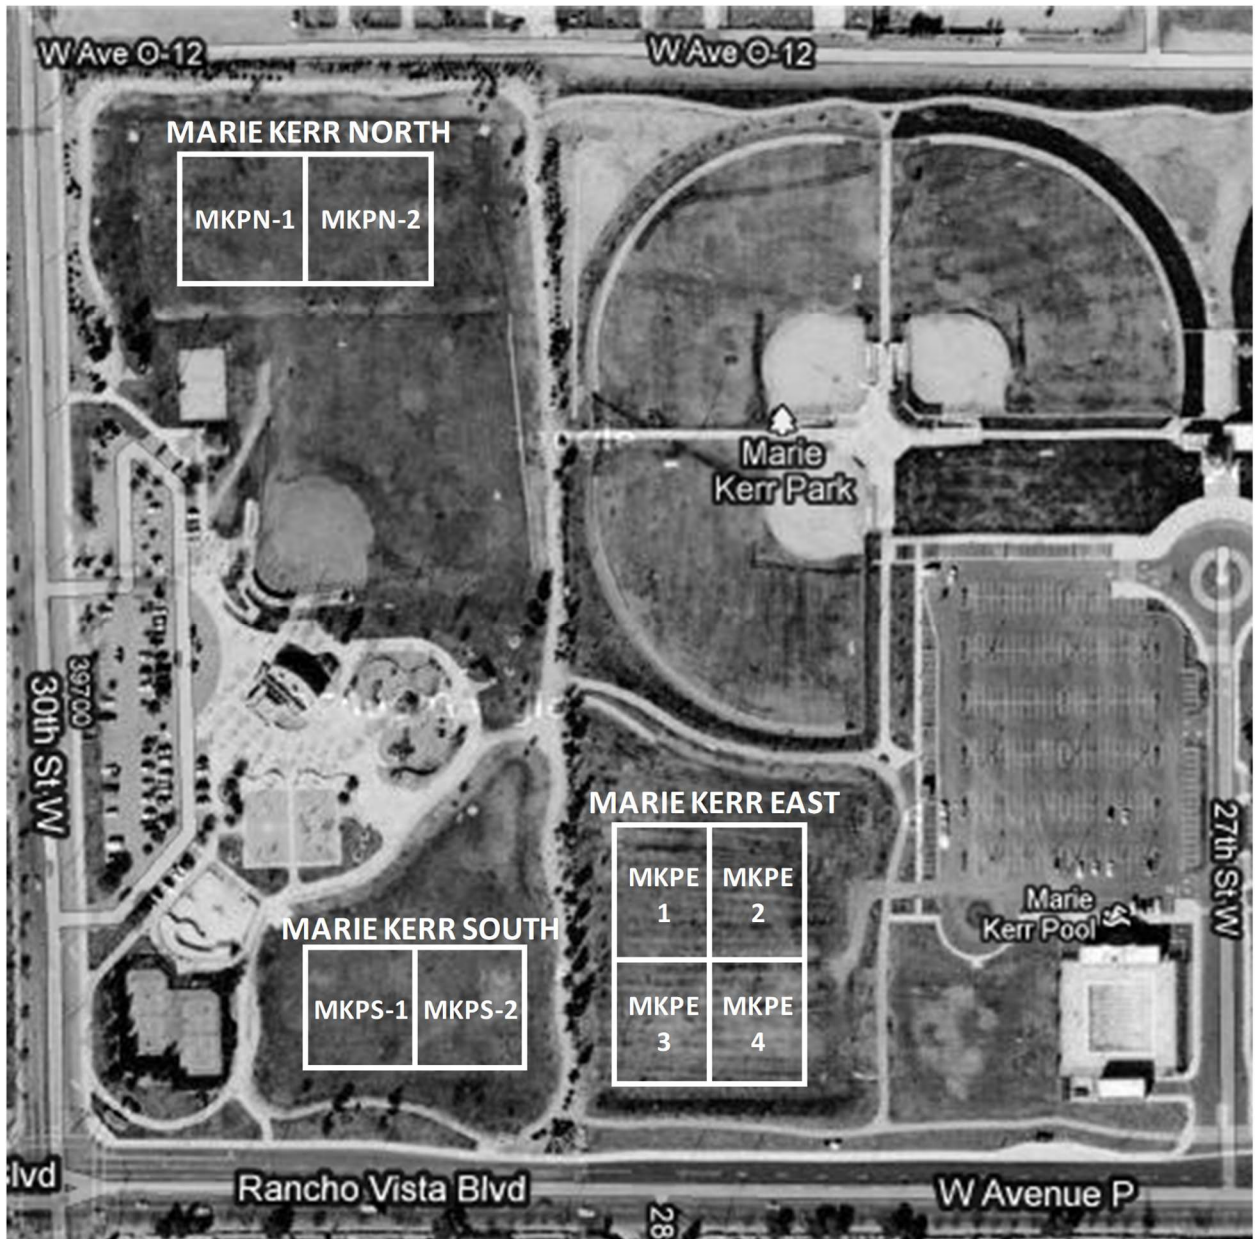 W Ave O-12
W Ave O-12
MARIE KERR NORTH
MKPN-1
MKPN-2
Marie
Kerr Park
39700
30th St W
MARIE KERR EAST
MKPE
1
MKPE
2
27th St W
Marie
Kerr Pool
MARIE KERR SOUTH
MKPS-1
MKPS-2
MKPE
3
MKPE
4
Blvd
Rancho Vista Blvd
W Avenue P
28